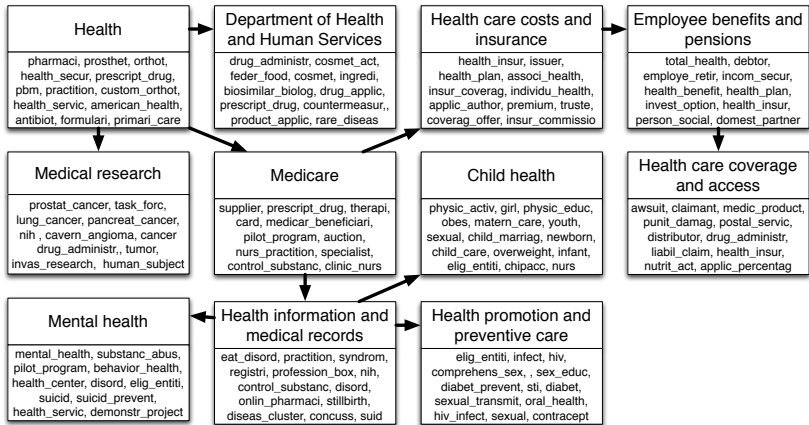 Health
pharmaci, prosthet, orthot,
health_secur, prescript_drug,
pbm, practition, custom_orthot,
health_servic, american_health,
antibiot, formulari, primari_care
Department of Health
and Human Services
drug_administr, cosmet_act,
feder_food, cosmet, ingredi,
biosimilar_biolog, drug_applic,
prescript_drug, countermeasur,,
product_applic, rare_diseas
Health care costs and
insurance
health_insur, issuer,
health_plan, associ_health,
insur_coverag, individu_health,
applic_author, premium, truste,
coverag_offer, insur_commissio
Employee benefits and
pensions
total_health, debtor,
employe_retir, incom_secur,
health_benefit, health_plan,
invest_option, health_insur,
person_social, domest_partner
Medical research
prostat_cancer, task_forc,
lung_cancer, pancreat_cancer,
nih , cavern_angioma, cancer
drug_administr,, tumor,
invas_research, human_subject
Medicare
supplier, prescript_drug, therapi,
card, medicar_beneficiari,
pilot_program, auction,
nurs_practition, specialist,
control_substanc, clinic_nurs
Child health
physic_activ, girl, physic_educ,
obes, matern_care, youth,
sexual, child_marriag, newborn,
child_care, overweight, infant,
elig_entiti, chipacc, nurs
Health care coverage
and access
awsuit, claimant, medic_product,
punit_damag, postal_servic,
distributor, drug_administr,
liabil_claim, health_insur,
nutrit_act, applic_percentag
Mental health
mental_health, substanc_abus,
pilot_program, behavior_health,
health_center, disord, elig_entiti,
suicid, suicid_prevent,
health_servic, demonstr_project
Health information and
medical records
eat_disord, practition, syndrom,
registri, profession_box, nih,
control_substanc, disord,
onlin_pharmaci, stillbirth,
diseas_cluster, concuss, suid
Health promotion and
preventive care
elig_entiti, infect, hiv,
comprehens_sex, , sex_educ,
diabet_prevent, sti, diabet,
sexual_transmit, oral_health,
hiv_infect, sexual, contracept